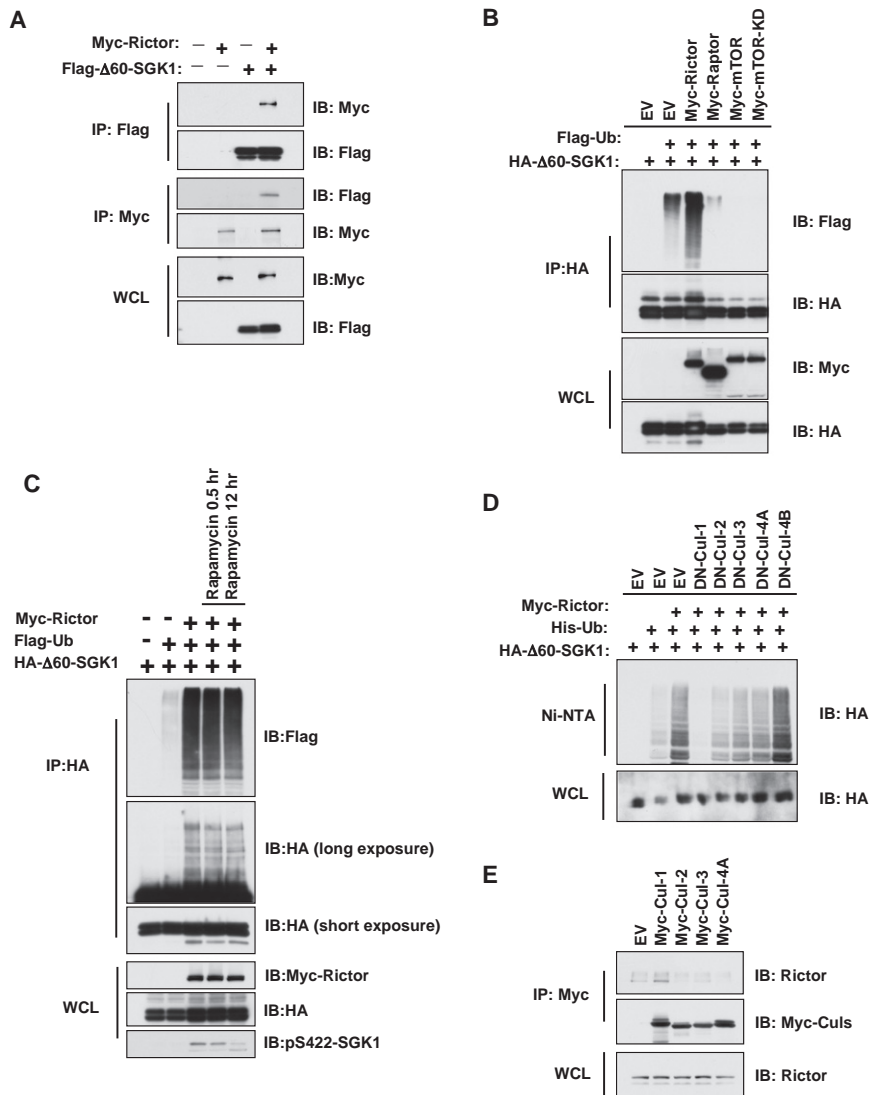 A
Myc-Rictor: — + — +
Flag-Δ60-SGK1: — — + +
IP: Flag
IB: Myc
IB: Flag
IP: Myc
IB: Flag
IB: Myc
WCL
IB:Myc
IB: Flag
B
EV
EV
Myc-Rictor
Myc-Raptor
Myc-mTOR
Myc-mTOR-KD
Flag-Ub: + + + + +
HA-Δ60-SGK1: + + + + + +
IP:HA
IB: Flag
IB: HA
WCL
IB: Myc
IB: HA
C
Rapamycin 0.5 hr
Rapamycin 12 hr
Myc-Rictor - - + + +
Flag-Ub - + + + +
HA-Δ60-SGK1 + + + + +
IP:HA
IB:Flag
IB:HA (long exposure)
IB:HA (short exposure)
WCL
IB:Myc-Rictor
IB:HA
IB:pS422-SGK1
D
EV
EV
EV
DN-Cul-1
DN-Cul-2
DN-Cul-3
DN-Cul-4A
DN-Cul-4B
Myc-Rictor: + + + + + +
His-Ub: + + + + + + +
HA-Δ60-SGK1: + + + + + + + +
Ni-NTA
IB: HA
WCL
IB: HA
E
EV
Myc-Cul-1
Myc-Cul-2
Myc-Cul-3
Myc-Cul-4A
IP: Myc
IB: Rictor
IB: Myc-Culs
WCL
IB: Rictor